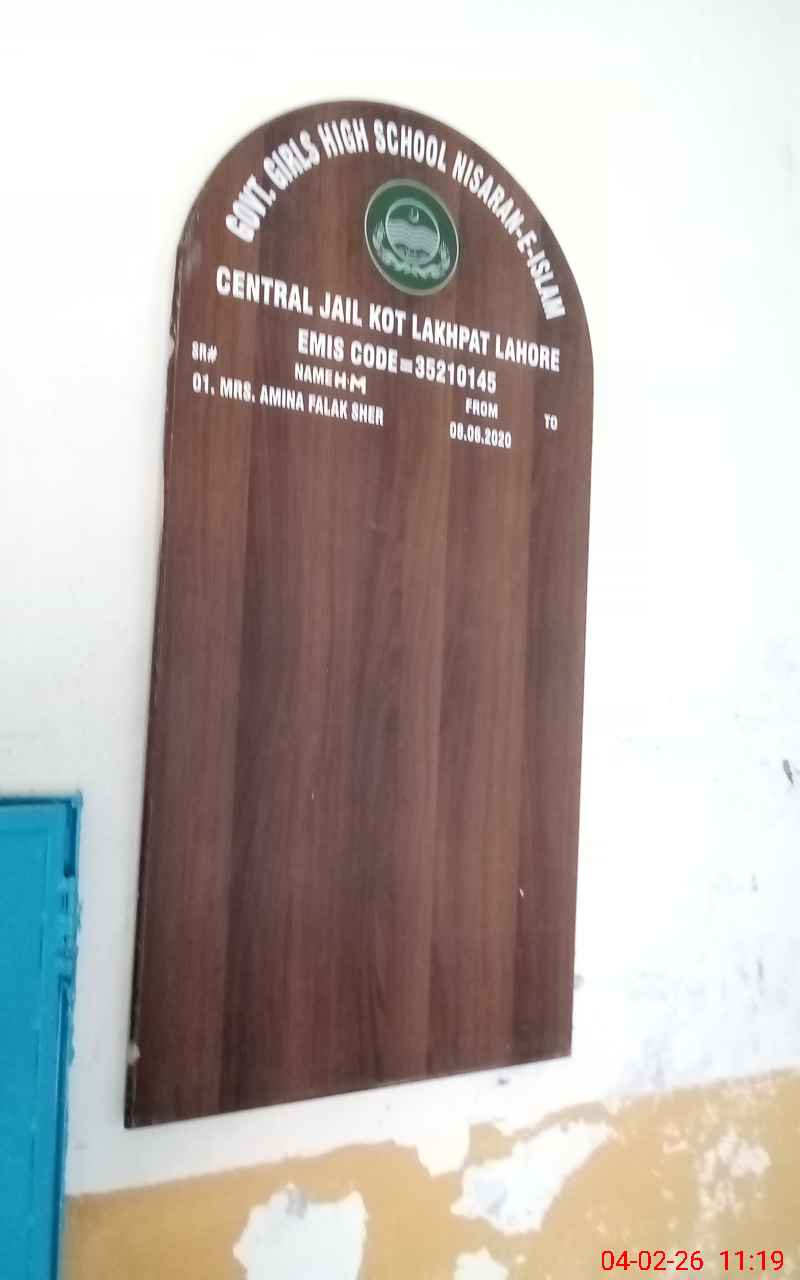 GOVT. GIRLS HIGH SCHOOL NISARAN-E-ISLAM
CENTRAL JAIL KOT LAKHPAT LAHORE
EMIS CODE=35210145
SR# NAME H.M FROM TO
01. MRS. AMINA FALAK SHER 08.06.2020
04-02-26 11:19